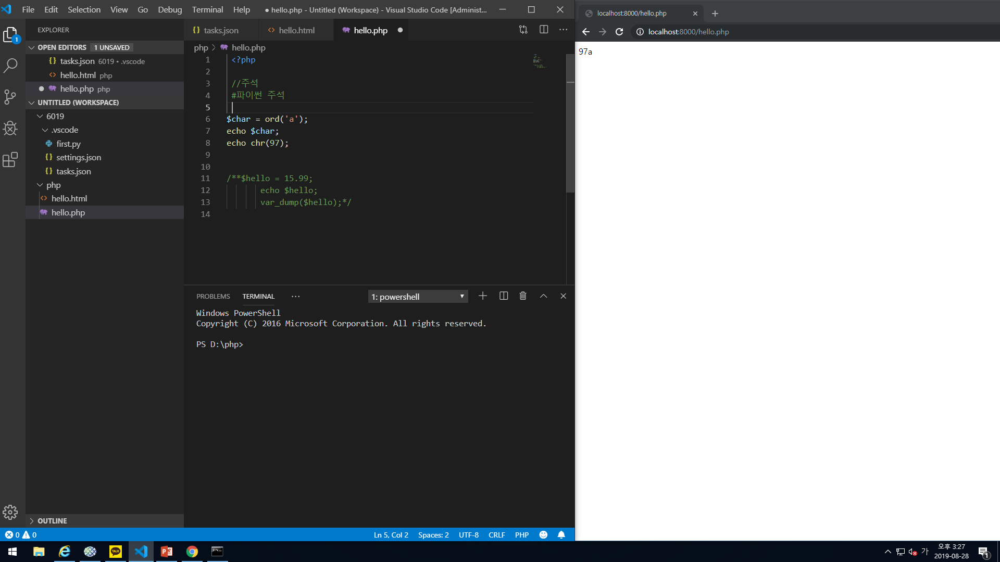 File Edit Selection View Go Debug Terminal Help ● hello.php - Untitled (Workspace) - Visual Studio Code [Administ...
localhost:8000/hello.php
localhost:8000/hello.php
97a
EXPLORER
OPEN EDITORS 1 UNSAVED
tasks.json 6019 • .vscode
hello.html php
hello.php php
UNTITLED (WORKSPACE)
6019
.vscode
first.py
settings.json
tasks.json
php
hello.html
hello.php
OUTLINE
tasks.json hello.html hello.php
php > hello.php
1 <?php
2
3 //주석
4 #파이썬 주석
5
6 $char = ord('a');
7 echo $char;
8 echo chr(97);
9
10
11 /**$hello = 15.99;
12 echo $hello;
13 var_dump($hello);*/
14
PROBLEMS TERMINAL ... 1: powershell
Windows PowerShell
Copyright (C) 2016 Microsoft Corporation. All rights reserved.
PS D:\php>
0 0 Ln 5, Col 2 Spaces: 2 UTF-8 CRLF PHP
TALK
가 오후 3:27
2019-08-28
1